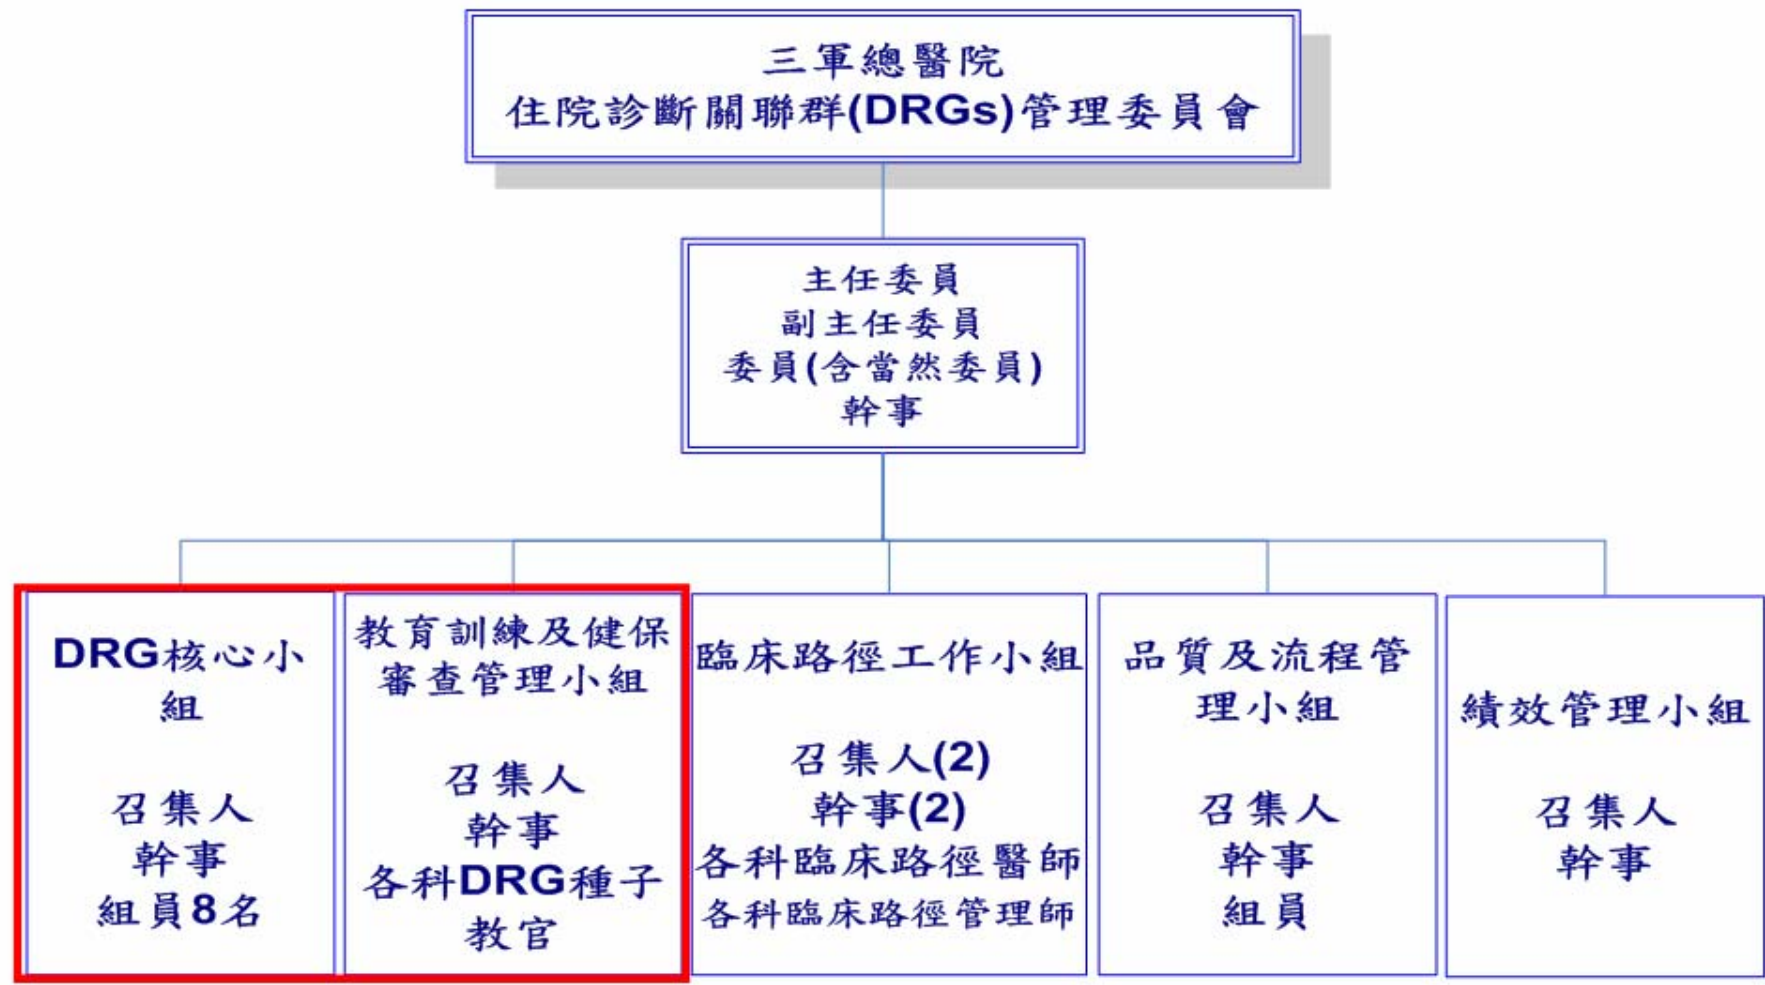 三軍總醫院
住院診斷關聯群(DRGs)管理委員會
主任委員
副主任委員
委員(含當然委員)
幹事
DRG核心小
組
召集人
幹事
組員8名
教育訓練及健保
審查管理小組
召集人
幹事
各科DRG種子
教官
臨床路徑工作小組
召集人(2)
幹事(2)
各科臨床路徑醫師
各科臨床路徑管理師
品質及流程管
理小組
召集人
幹事
組員
績效管理小組
召集人
幹事